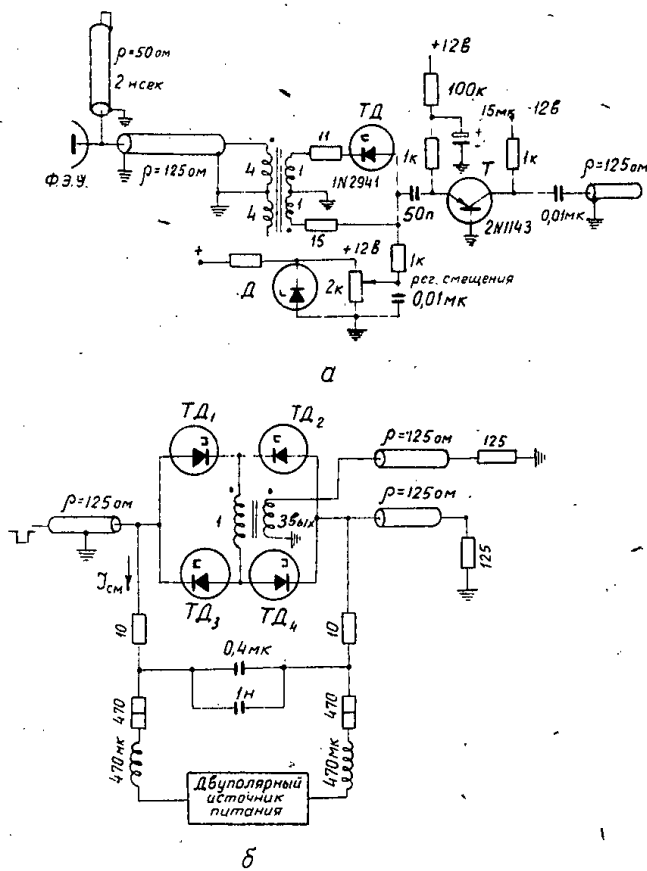 ρ=50ом
2 нсек
Ф.Э.У.
ρ=125ом
4
4
1
1
11
ТД
1N2941
15
+12В
100к
15мк
+
-12В
1к
1к
Т
50п
2N1143
ρ=125ом
0,01мк
+
Д
+12В
2к
1к
рег. смещения
0,01мк
а
ТД1
ТД2
ρ=125ом
125
ρ=125ом
1
3вых
ρ=125ом
125
Jсм
ТД3
ТД4
10
10
0,4мк
1н
470
470
470мк
470мк
Двуполярный
источник
питания
б